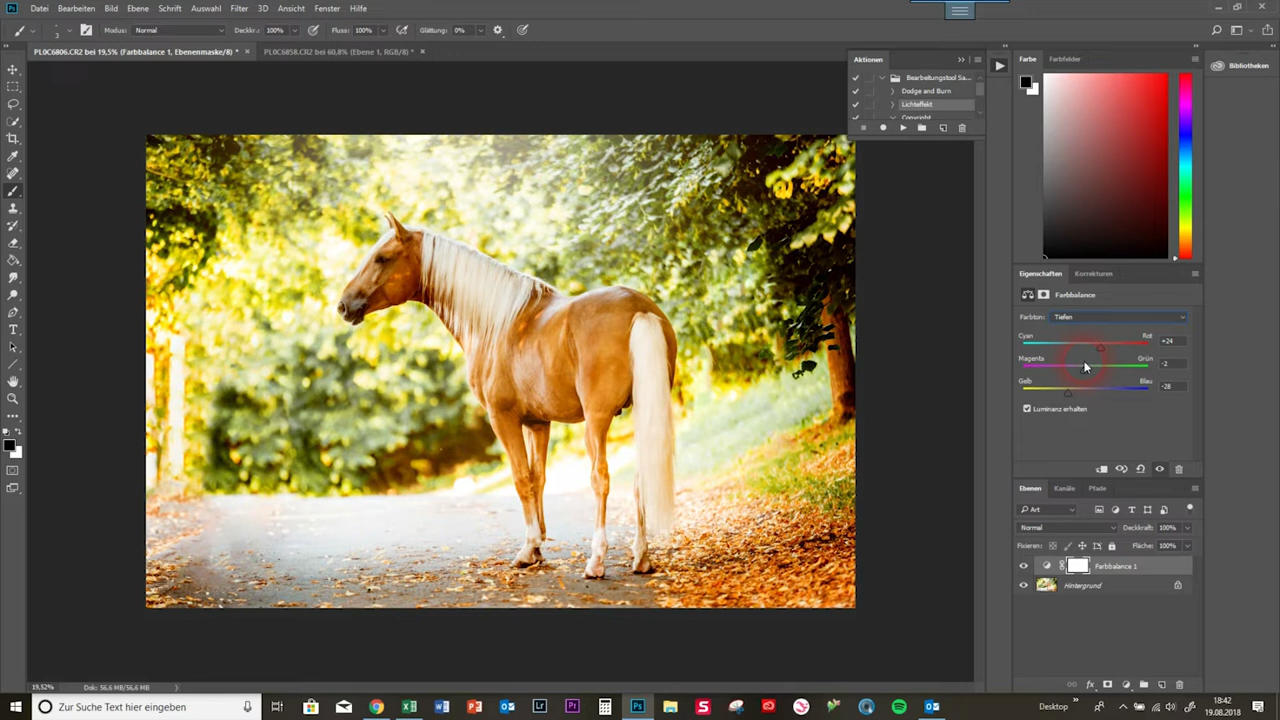 Datei Bearbeiten Bild Ebene Schrift Auswahl Filter 3D Ansicht Fenster Hilfe
Modus: Normal Deckkr.: 100% Fluss: 100% Glättung: 0%
PL0C6806.CR2 bei 19,5% (Farbbalance 1, Ebenenmaske/8) * × PL0C6858.CR2 bei 60,8% (Ebene 1, RGB/8) * ×
Aktionen
Bearbeitungstool Sa...
Dodge and Burn
Lichteffekt
Copyright
Farbe Farbfelder
Bibliotheken
Eigenschaften Korrekturen
Farbbalance
Farbton: Tiefen
Cyan Rot +24
Magenta Grün -2
Gelb Blau -28
Luminanz erhalten
Ebenen Kanäle Pfade
Art
Normal Deckkraft: 100%
Fixieren: Fläche: 100%
Farbbalance 1
Hintergrund
19,52% Dok: 56,6 MB/56,6 MB
Zur Suche Text hier eingeben
Desktop
18:42
19.08.2018